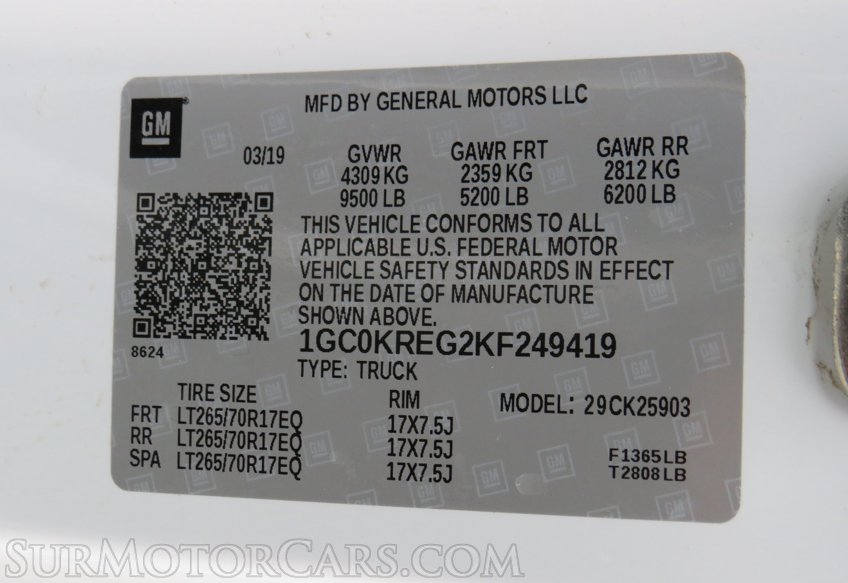 MFD BY GENERAL MOTORS LLC
GM
03/19 GVWR GAWR FRT GAWR RR
4309 KG 2359 KG 2812 KG
9500 LB 5200 LB 6200 LB
THIS VEHICLE CONFORMS TO ALL
APPLICABLE U.S. FEDERAL MOTOR
VEHICLE SAFETY STANDARDS IN EFFECT
ON THE DATE OF MANUFACTURE
SHOWN ABOVE.
8624
1GC0KREG2KF249419
TYPE: TRUCK
TIRE SIZE RIM MODEL: 29CK25903
FRT LT265/70R17EQ 17X7.5J
RR LT265/70R17EQ 17X7.5J F1365LB
SPA LT265/70R17EQ 17X7.5J T2808LB
SURMOTORCARS.COM